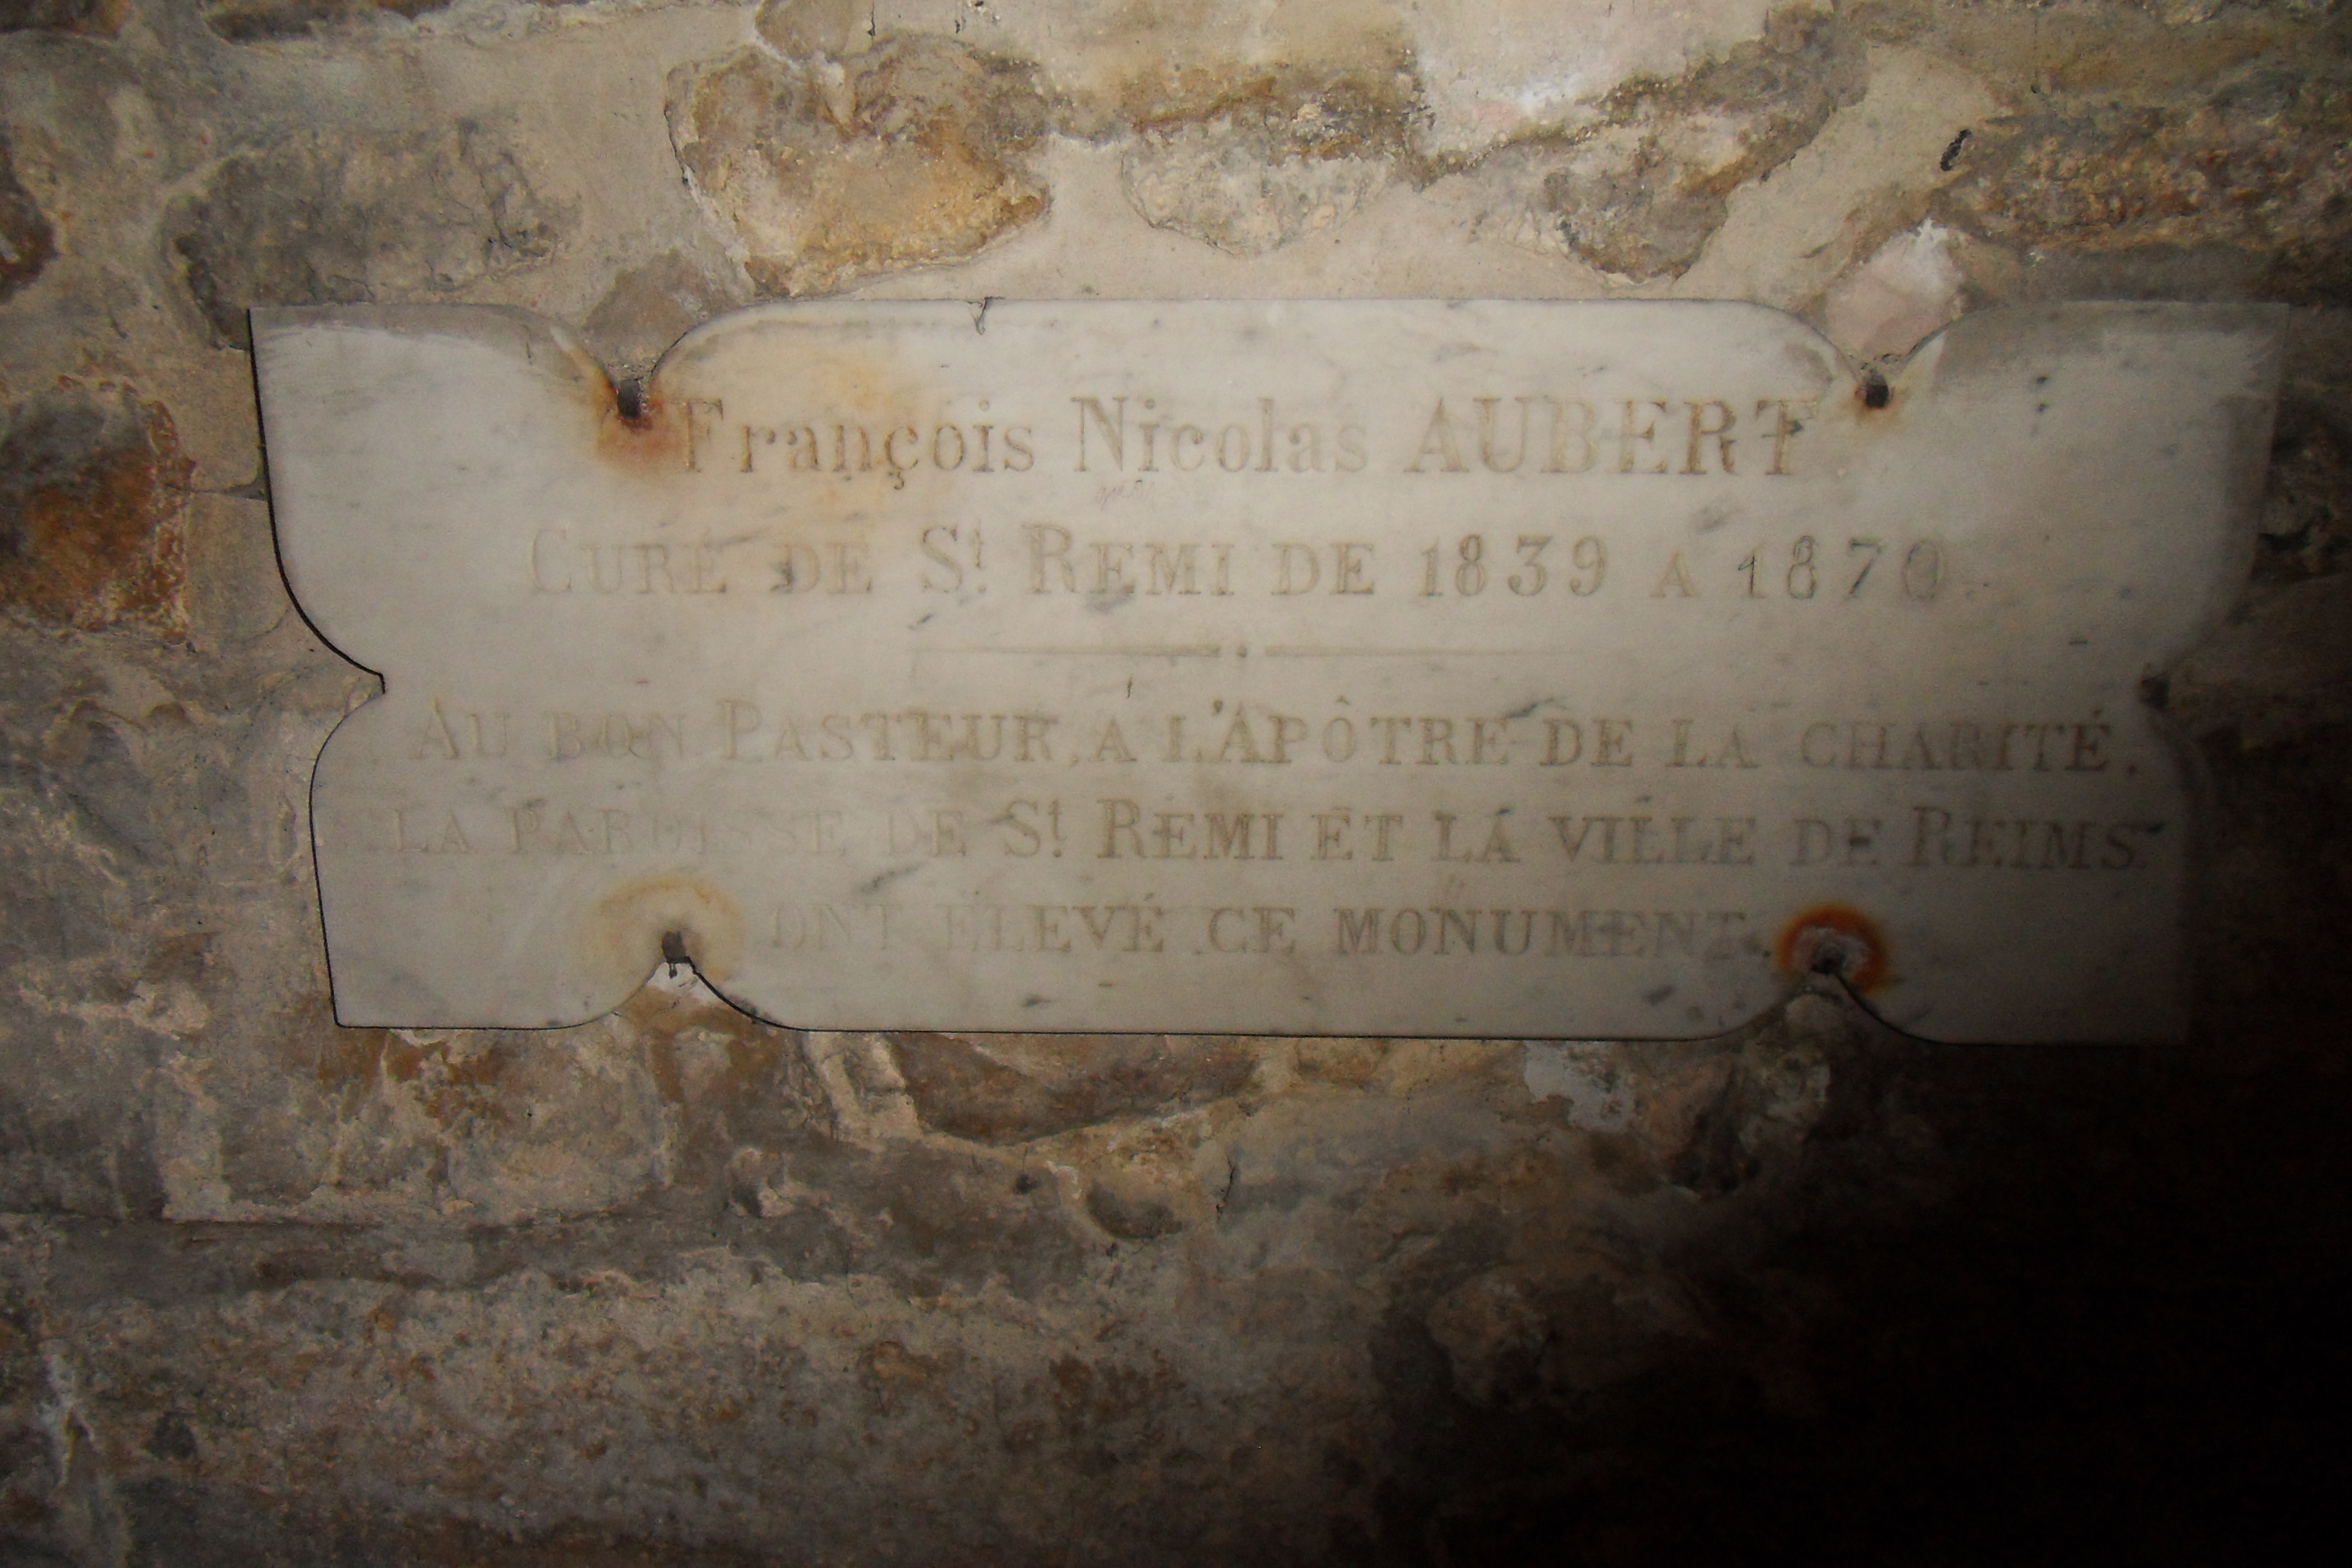 François Nicolas AUBERT
CURÉ DE St. REMI DE 1839 A 1870.
AU BON PASTEUR, A L'APÔTRE DE LA CHARITÉ,
LA PAROISSE DE St. REMI ET LA VILLE DE REIMS
ONT ÉLEVÉ CE MONUMENT.